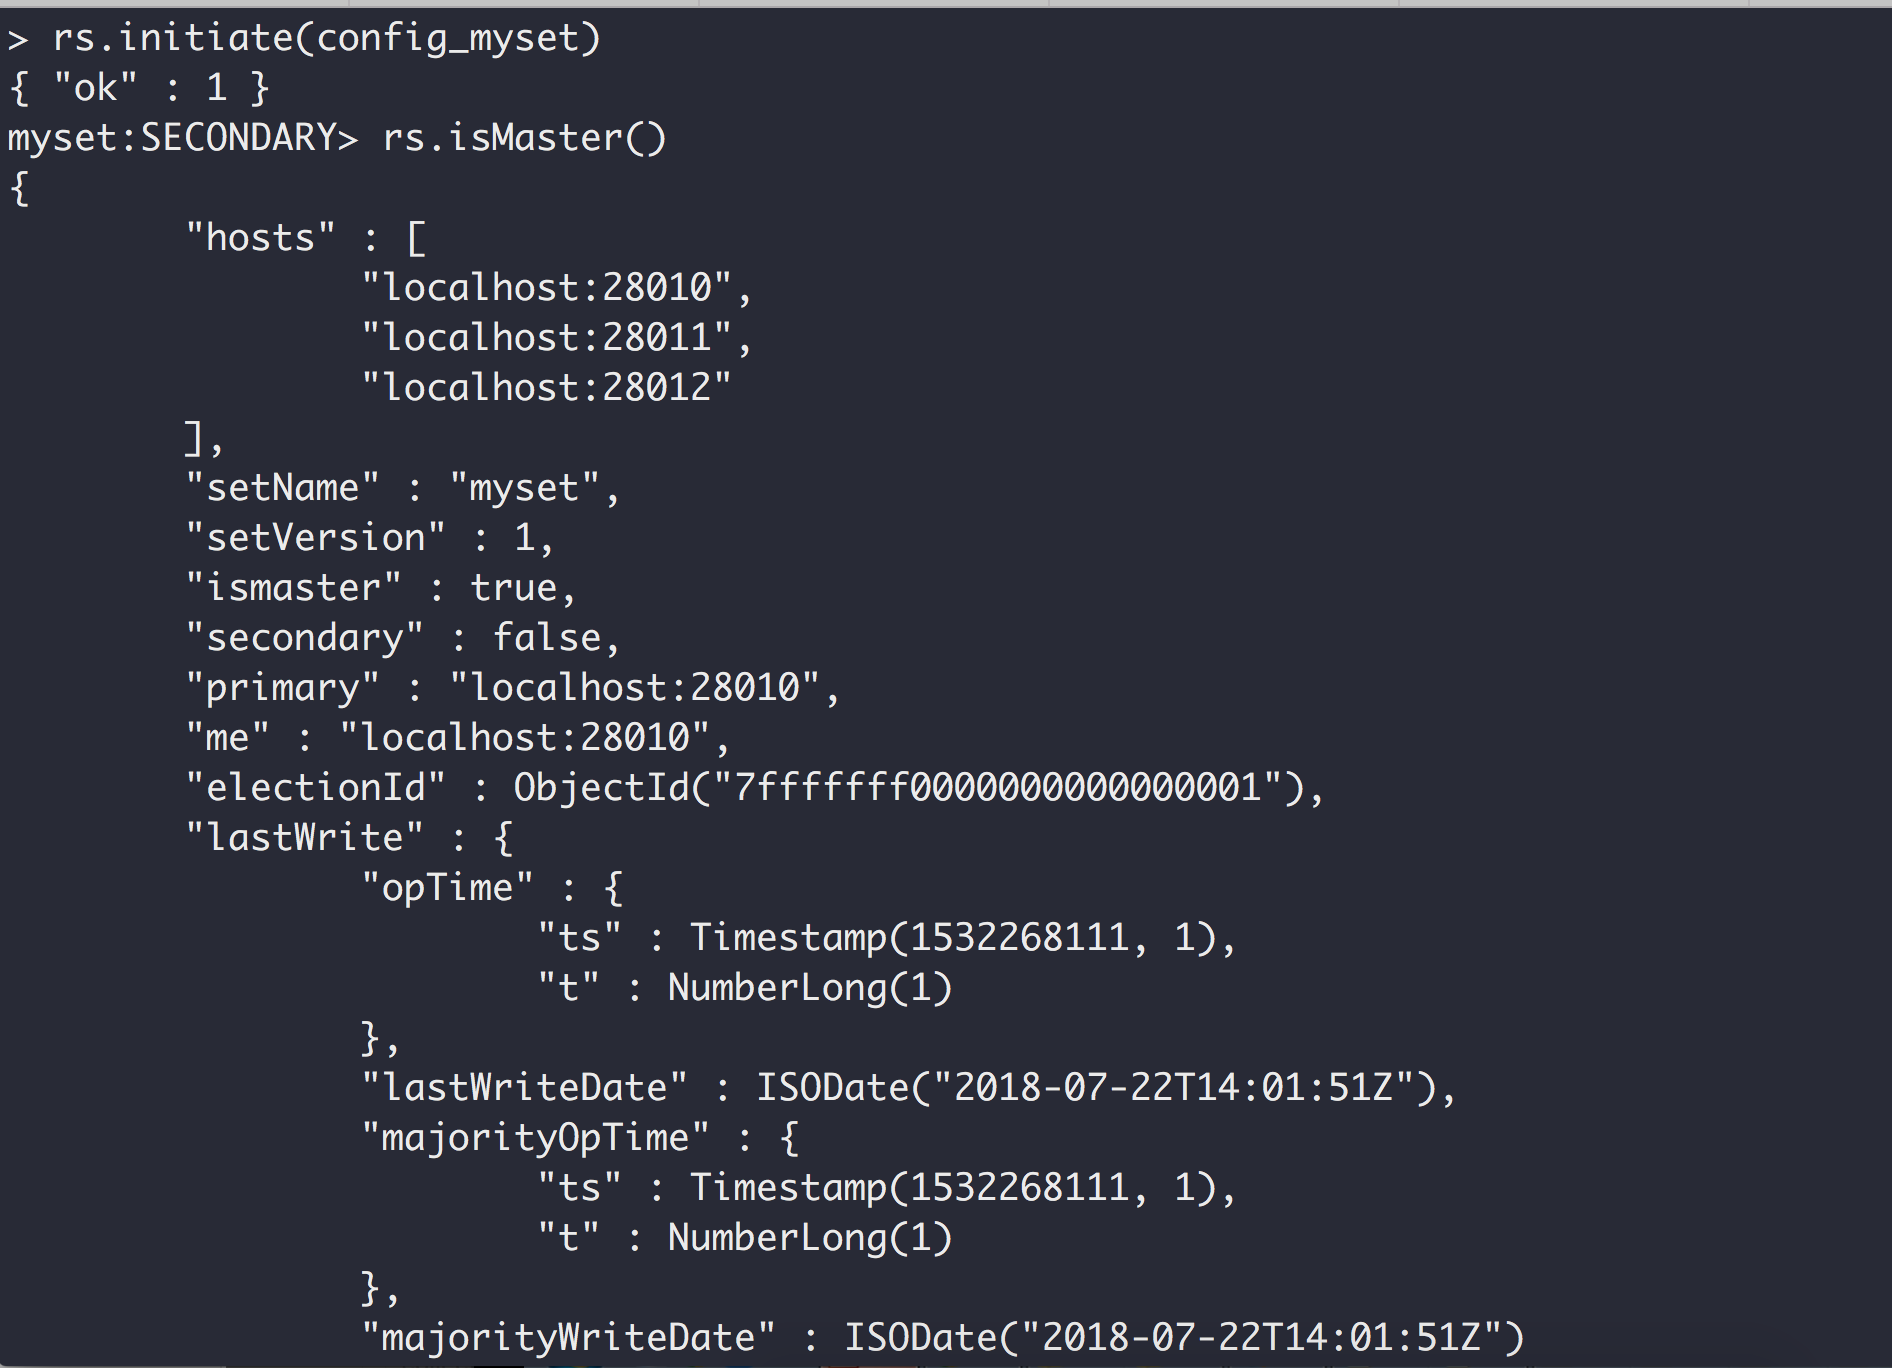 > rs.initiate(config_myset)
{ "ok" : 1 }
myset:SECONDARY> rs.isMaster()
{
        "hosts" : [
                "localhost:28010",
                "localhost:28011",
                "localhost:28012"
        ],
        "setName" : "myset",
        "setVersion" : 1,
        "ismaster" : true,
        "secondary" : false,
        "primary" : "localhost:28010",
        "me" : "localhost:28010",
        "electionId" : ObjectId("7fffffff0000000000000001"),
        "lastWrite" : {
                "opTime" : {
                        "ts" : Timestamp(1532268111, 1),
                        "t" : NumberLong(1)
                },
                "lastWriteDate" : ISODate("2018-07-22T14:01:51Z"),
                "majorityOpTime" : {
                        "ts" : Timestamp(1532268111, 1),
                        "t" : NumberLong(1)
                },
                "majorityWriteDate" : ISODate("2018-07-22T14:01:51Z")